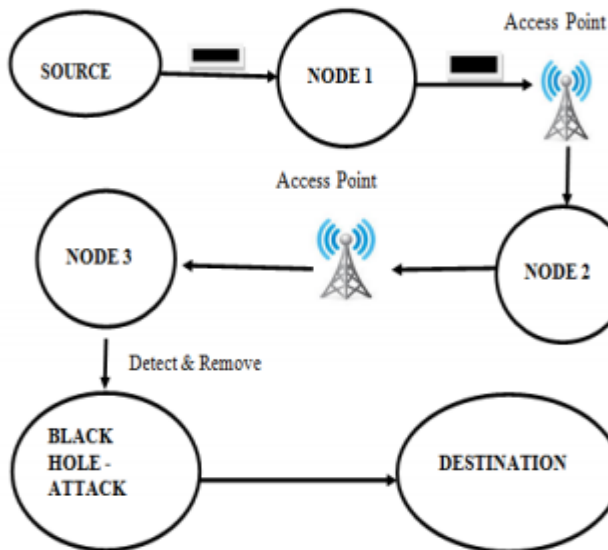 Access Point
SOURCE
NODE 1
Access Point
NODE 3
NODE 2
Detect & Remove
BLACK
HOLE -
ATTACK
DESTINATION